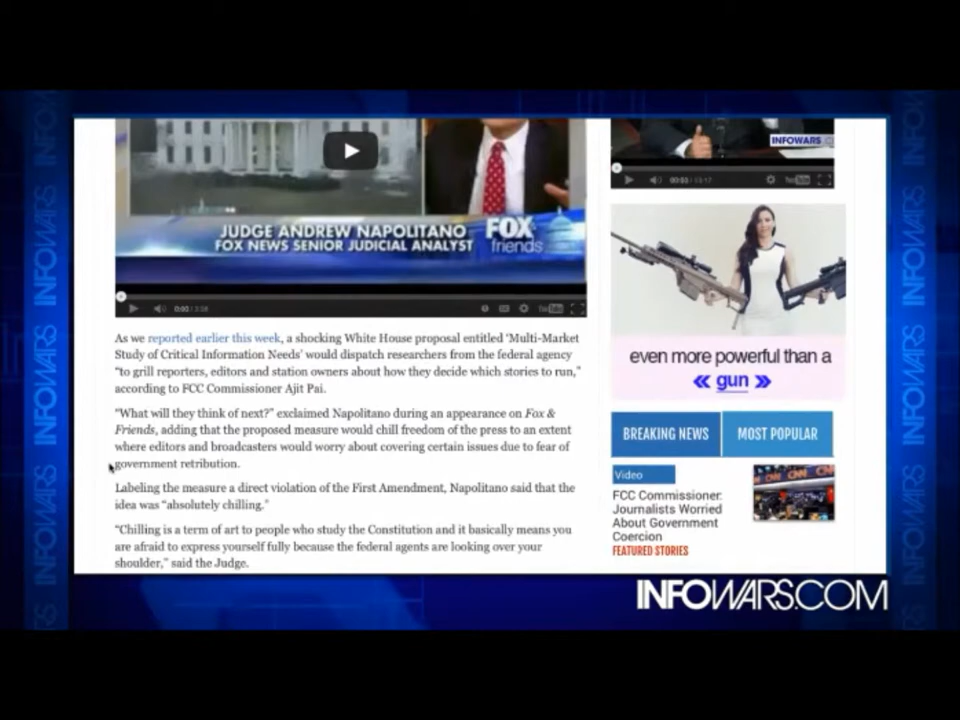 INFOWARS
JUDGE ANDREW NAPOLITANO
FOX NEWS SENIOR JUDICIAL ANALYST
FOX
friends
0:00 / 3:58
As we reported earlier this week, a shocking White House proposal entitled ‘Multi-Market
Study of Critical Information Needs’ would dispatch researchers from the federal agency
“to grill reporters, editors and station owners about how they decide which stories to run,”
according to FCC Commissioner Ajit Pai.
“What will they think of next?” exclaimed Napolitano during an appearance on Fox &
Friends, adding that the proposed measure would chill freedom of the press to an extent
where editors and broadcasters would worry about covering certain issues due to fear of
government retribution.
Labeling the measure a direct violation of the First Amendment, Napolitano said that the
idea was “absolutely chilling.”
“Chilling is a term of art to people who study the Constitution and it basically means you
are afraid to express yourself fully because the federal agents are looking over your
shoulder,” said the Judge.
INFOWARS
YouTube
even more powerful than a
« gun »
BREAKING NEWS
MOST POPULAR
Video
FCC Commissioner:
Journalists Worried
About Government
Coercion
FEATURED STORIES
CNN
INFOWARS.COM